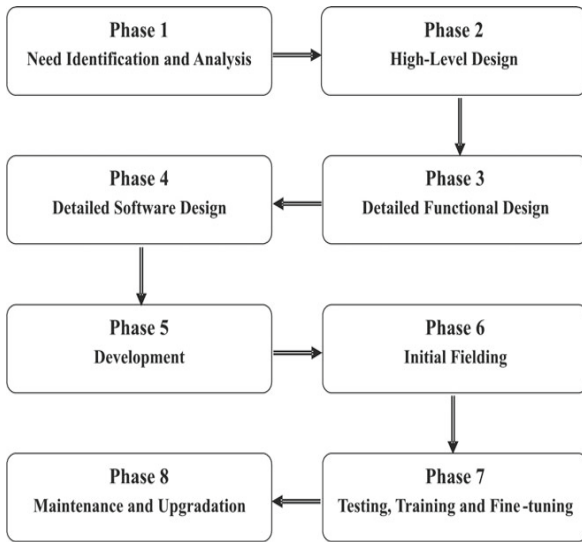 Phase 1
Need Identification and Analysis
Phase 2
High-Level Design
Phase 3
Detailed Functional Design
Phase 4
Detailed Software Design
Phase 5
Development
Phase 6
Initial Fielding
Phase 7
Testing, Training and Fine-tuning
Phase 8
Maintenance and Upgradation